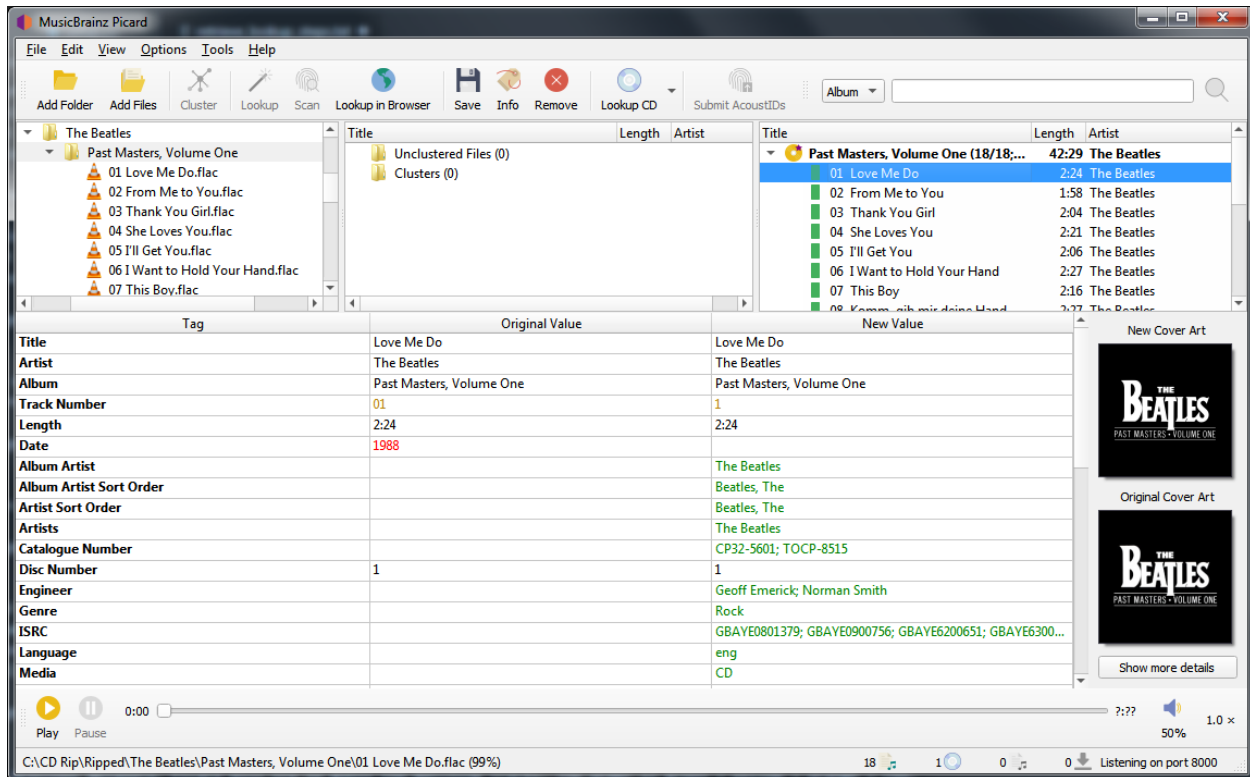 MusicBrainz Picard
File Edit View Options Tools Help
Add Folder Add Files Cluster Lookup Scan Lookup in Browser Save Info Remove Lookup CD Submit AcoustIDs Album
The Beatles
Past Masters, Volume One
01 Love Me Do.flac
02 From Me to You.flac
03 Thank You Girl.flac
04 She Loves You.flac
05 I'll Get You.flac
06 I Want to Hold Your Hand.flac
07 This Boy.flac
Title Length Artist
Unclustered Files (0)
Clusters (0)
Title Length Artist
Past Masters, Volume One (18/18;... 42:29 The Beatles
01 Love Me Do 2:24 The Beatles
02 From Me to You 1:58 The Beatles
03 Thank You Girl 2:04 The Beatles
04 She Loves You 2:21 The Beatles
05 I'll Get You 2:06 The Beatles
06 I Want to Hold Your Hand 2:27 The Beatles
07 This Boy 2:16 The Beatles
08 Komm, gib mir deine Hand 2:27 The Beatles
Tag Original Value New Value
Title Love Me Do Love Me Do
Artist The Beatles The Beatles
Album Past Masters, Volume One Past Masters, Volume One
Track Number 01 1
Length 2:24 2:24
Date 1988
Album Artist The Beatles
Album Artist Sort Order Beatles, The
Artist Sort Order Beatles, The
Artists The Beatles
Catalogue Number CP32-5601; TOCP-8515
Disc Number 1 1
Engineer Geoff Emerick; Norman Smith
Genre Rock
ISRC GBAYE0801379; GBAYE0900756; GBAYE6200651; GBAYE6300...
Language eng
Media CD
New Cover Art
THE
BEATLES
PAST MASTERS • VOLUME ONE
Original Cover Art
THE
BEATLES
PAST MASTERS • VOLUME ONE
Show more details
Play Pause 0:00 ?:?? 50% 1.0 ×
C:\CD Rip\Ripped\The Beatles\Past Masters, Volume One\01 Love Me Do.flac (99%) 18 1 0 0 Listening on port 8000